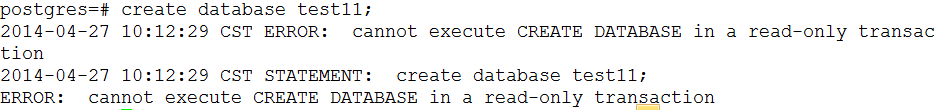 postgres=# create database test11;
2014-04-27 10:12:29 CST ERROR:  cannot execute CREATE DATABASE in a read-only transac
tion
2014-04-27 10:12:29 CST STATEMENT:  create database test11;
ERROR:  cannot execute CREATE DATABASE in a read-only transaction